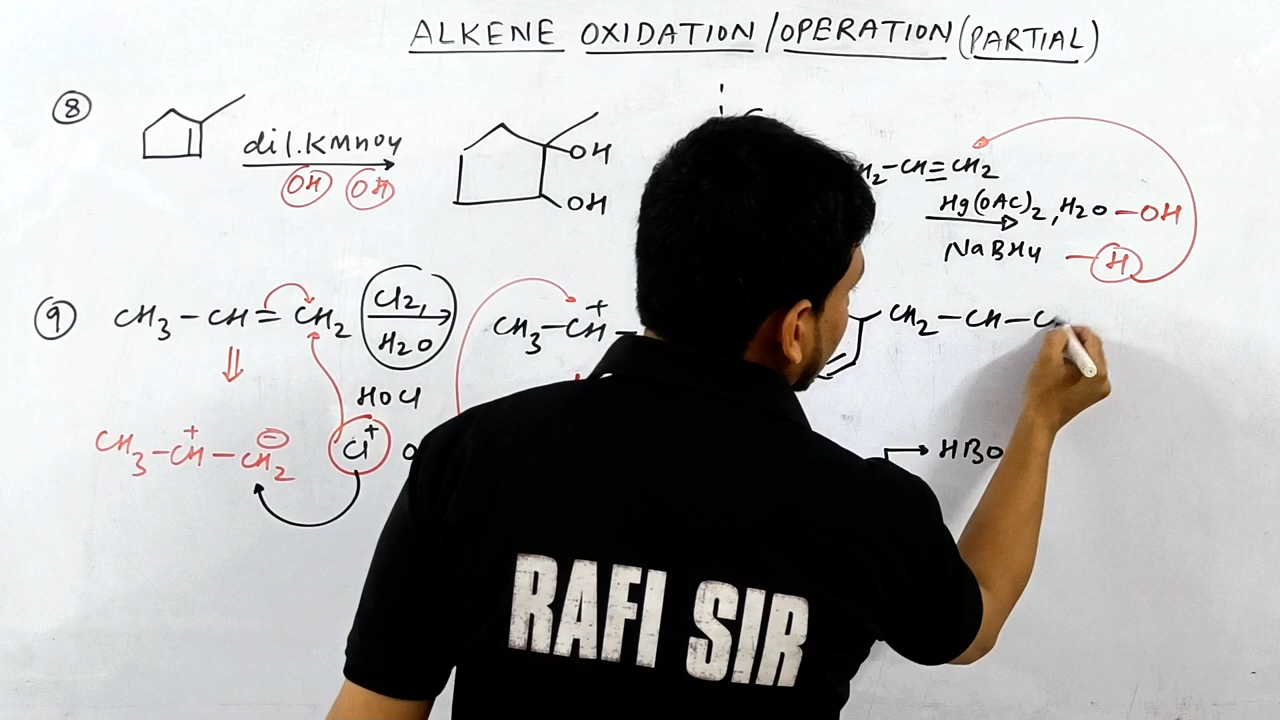 ALKENE OXIDATION/OPERATION(PARTIAL)
8
dil.KMnO4
OH OH
OH
OH
H2-CH=CH2
Hg(OAC)2, H2O -OH
NaBH4 -H
9 CH3-CH=CH2
Cl2,
H2O
HOCl
CH3-CH+-
CH2-CH-C
CH3-CH+-CH2⊖
Cl+
→HBO
RAFI SIR